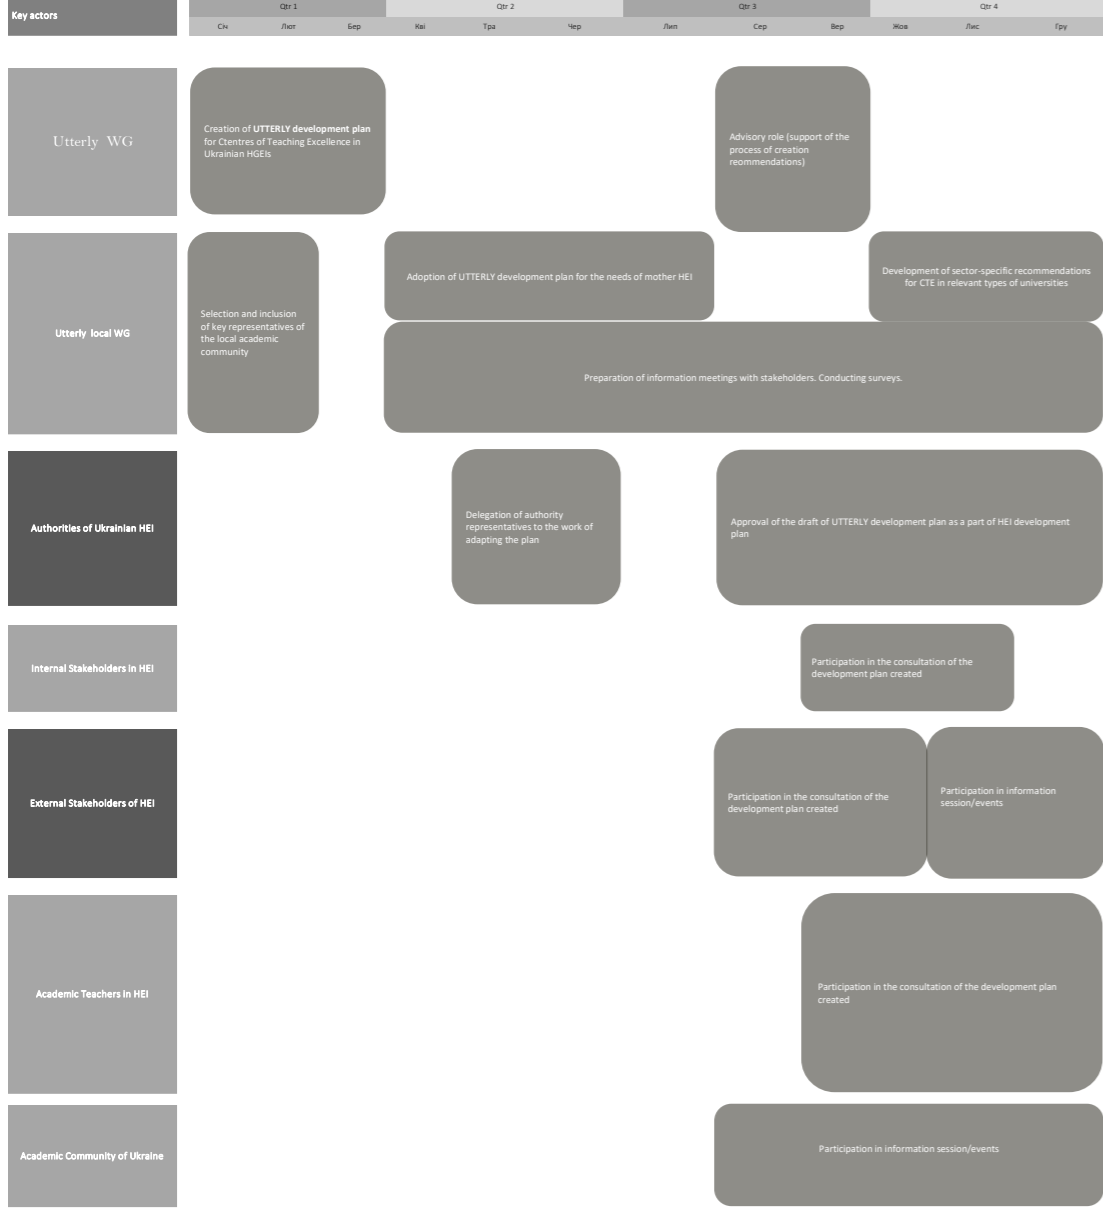 Key actors
Qtr 1
Qtr 2
Qtr 3
Qtr 4
Січ
Лют
Бер
Кві
Тра
Чер
Лип
Сер
Вер
Жов
Лис
Гру
Utterly WG
Creation of UTTERLY development plan
for Ctentres of Teaching Excellence in
Ukrainian HGEIs
Advisory role (support of the
process of creation
reommendations)
Utterly local WG
Selection and inclusion
of key representatives of
the local academic
community
Adoption of UTTERLY development plan for the needs of mother HEI
Development of sector-specific recommendations
for CTE in relevant types of universities
Preparation of information meetings with stakeholders. Conducting surveys.
Authorities of Ukrainian HEI
Delegation of authority
representatives to the work of
adapting the plan
Approval of the draft of UTTERLY development plan as a part of HEI development
plan
Internal Stakeholders in HEI
Participation in the consultation of the
development plan created
External Stakeholders of HEI
Participation in the consultation of the
development plan created
Participation in information
session/events
Academic Teachers in HEI
Participation in the consultation of the development plan
created
Academic Community of Ukraine
Participation in information session/events